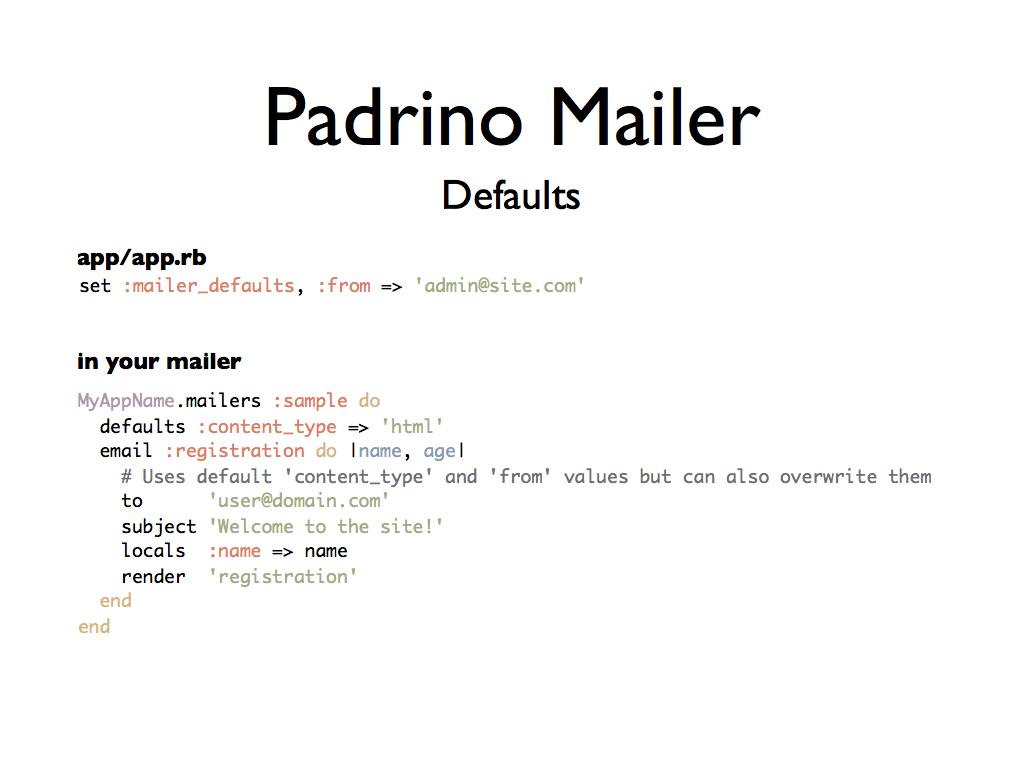 Padrino Mailer
Defaults
app/app.rb
set :mailer_defaults, :from => 'admin@site.com'
in your mailer
MyAppName.mailers :sample do
  defaults :content_type => 'html'
  email :registration do |name, age|
    # Uses default 'content_type' and 'from' values but can also overwrite them
    to      'user@domain.com'
    subject 'Welcome to the site!'
    locals  :name => name
    render  'registration'
  end
end